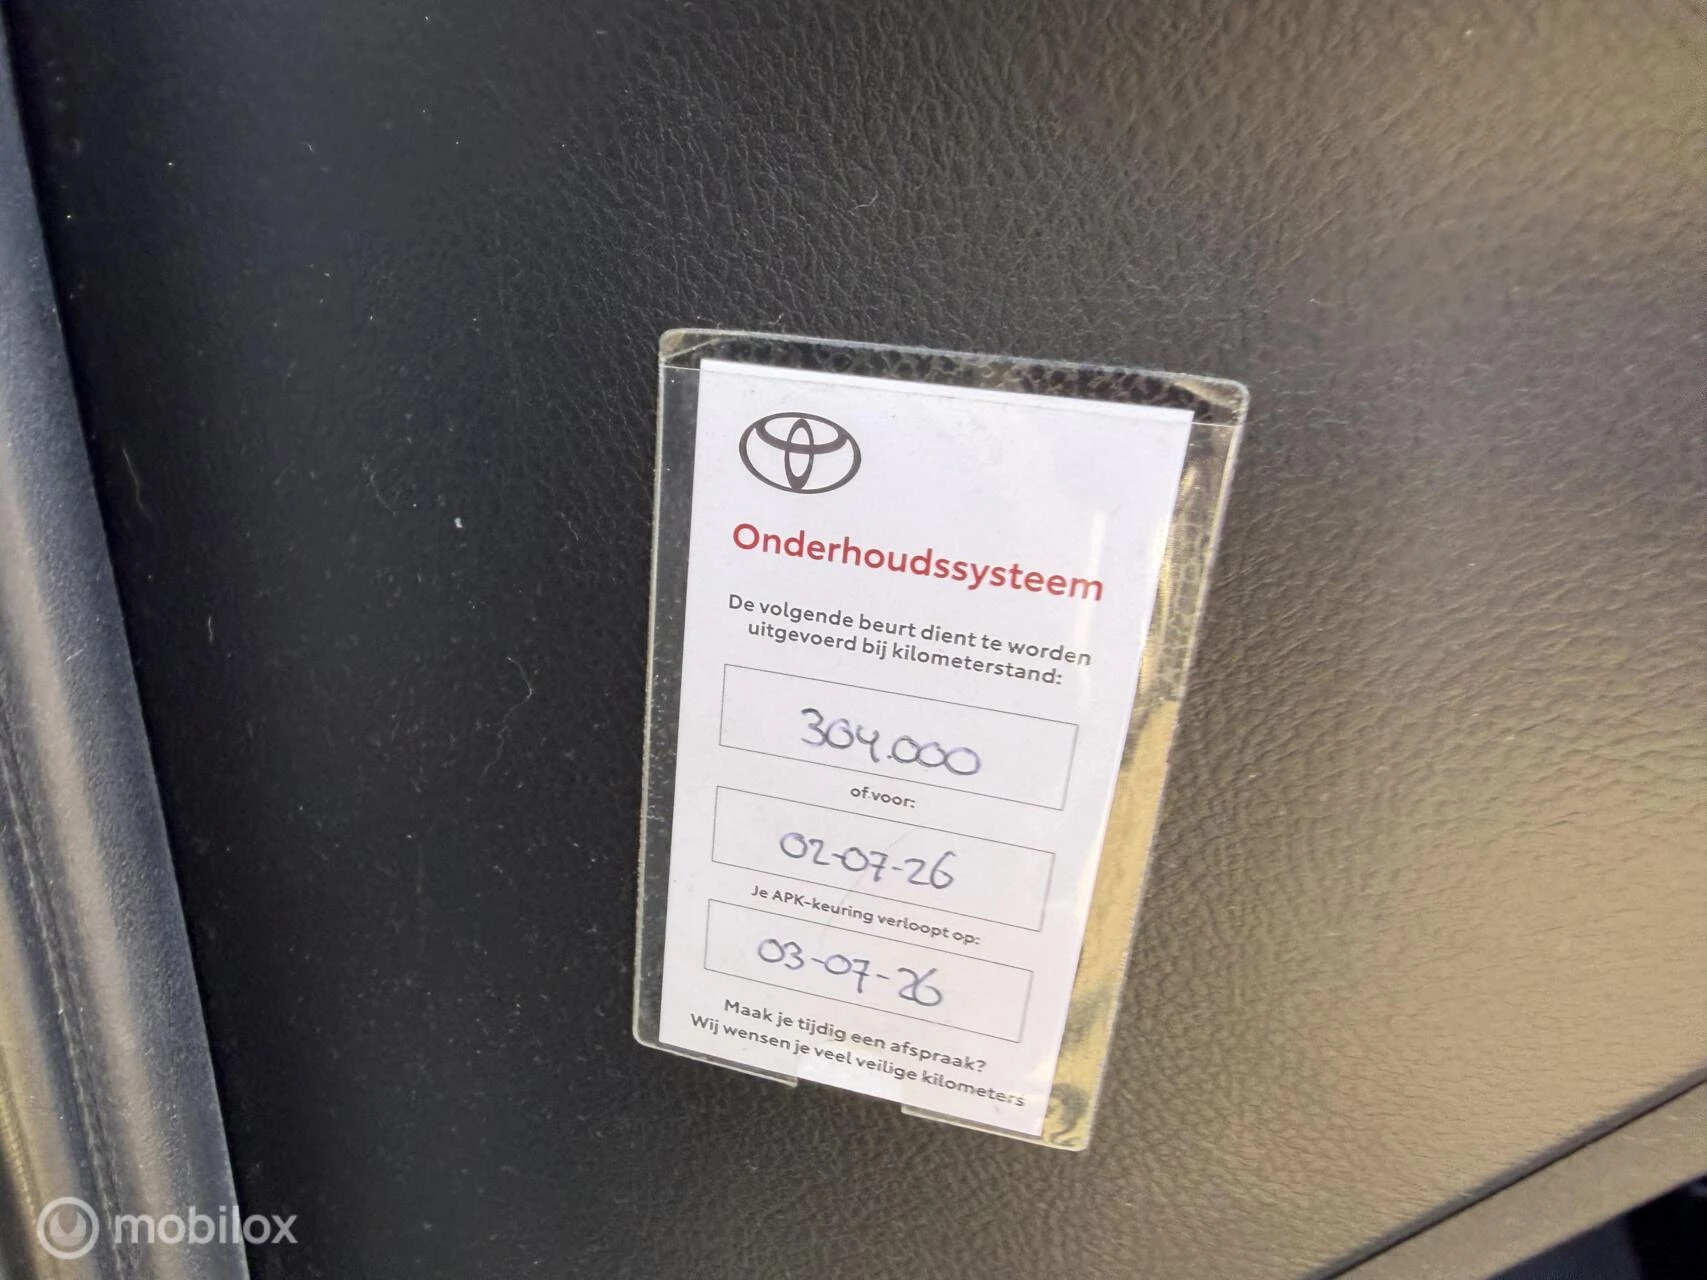 Onderhoudssysteem
De volgende beurt dient te worden
uitgevoerd bij kilometerstand:
304.000
of voor:
02-07-26
Je APK-keuring verloopt op:
03-07-26
Maak je tijdig een afspraak?
Wij wensen je veel veilige kilometers
mobilox